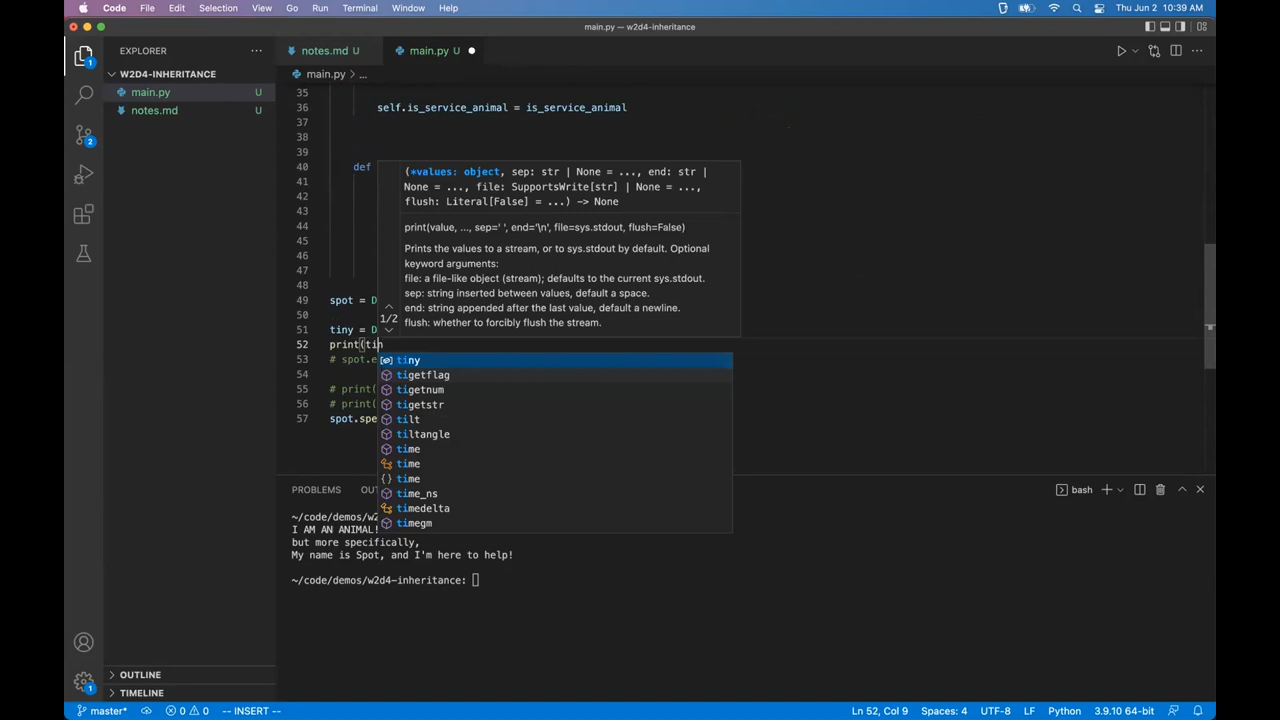 Code File Edit Selection View Go Run Terminal Window Help Thu Jun 2 10:39 AM
main.py — w2d4-inheritance
EXPLORER
notes.md U
main.py U
W2D4-INHERITANCE
main.py U
notes.md U
main.py > ...
35
36 self.is_service_animal = is_service_animal
37
38
39
40 def
41
42
43
44
45
46
47
48
49 spot = D
50
51 tiny = D
52 print(tin
53 # spot.e
54
55 # print(
56 # print(
57 spot.spe
(*values: object, sep: str | None = ..., end: str |
None = ..., file: SupportsWrite[str] | None = ...,
flush: Literal[False] = ...) -> None
print(value, ..., sep=' ', end='\n', file=sys.stdout, flush=False)
Prints the values to a stream, or to sys.stdout by default. Optional
keyword arguments:
file: a file-like object (stream); defaults to the current sys.stdout.
sep: string inserted between values, default a space.
end: string appended after the last value, default a newline.
flush: whether to forcibly flush the stream.
1/2
tiny
tigetflag
tigetnum
tigetstr
tilt
tiltangle
time
time
time
time_ns
timedelta
timegm
PROBLEMS OU
bash
~/code/demos/w2
I AM AN ANIMAL!
but more specifically,
My name is Spot, and I'm here to help!
~/code/demos/w2d4-inheritance:
OUTLINE
TIMELINE
master* 0 0 -- INSERT -- Ln 52, Col 9 Spaces: 4 UTF-8 LF Python 3.9.10 64-bit
1
2
1